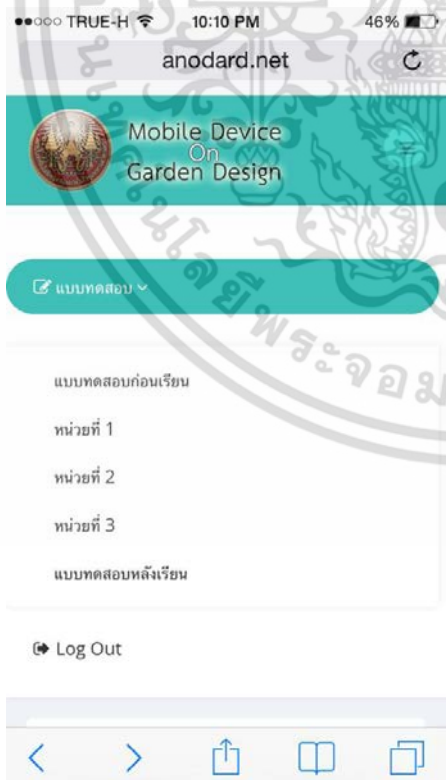 TRUE-H 10:10 PM 46%
anodard.net
Mobile Device
On
Garden Design
แบบทดสอบ
แบบทดสอบก่อนเรียน
หน่วยที่ 1
หน่วยที่ 2
หน่วยที่ 3
แบบทดสอบหลังเรียน
Log Out